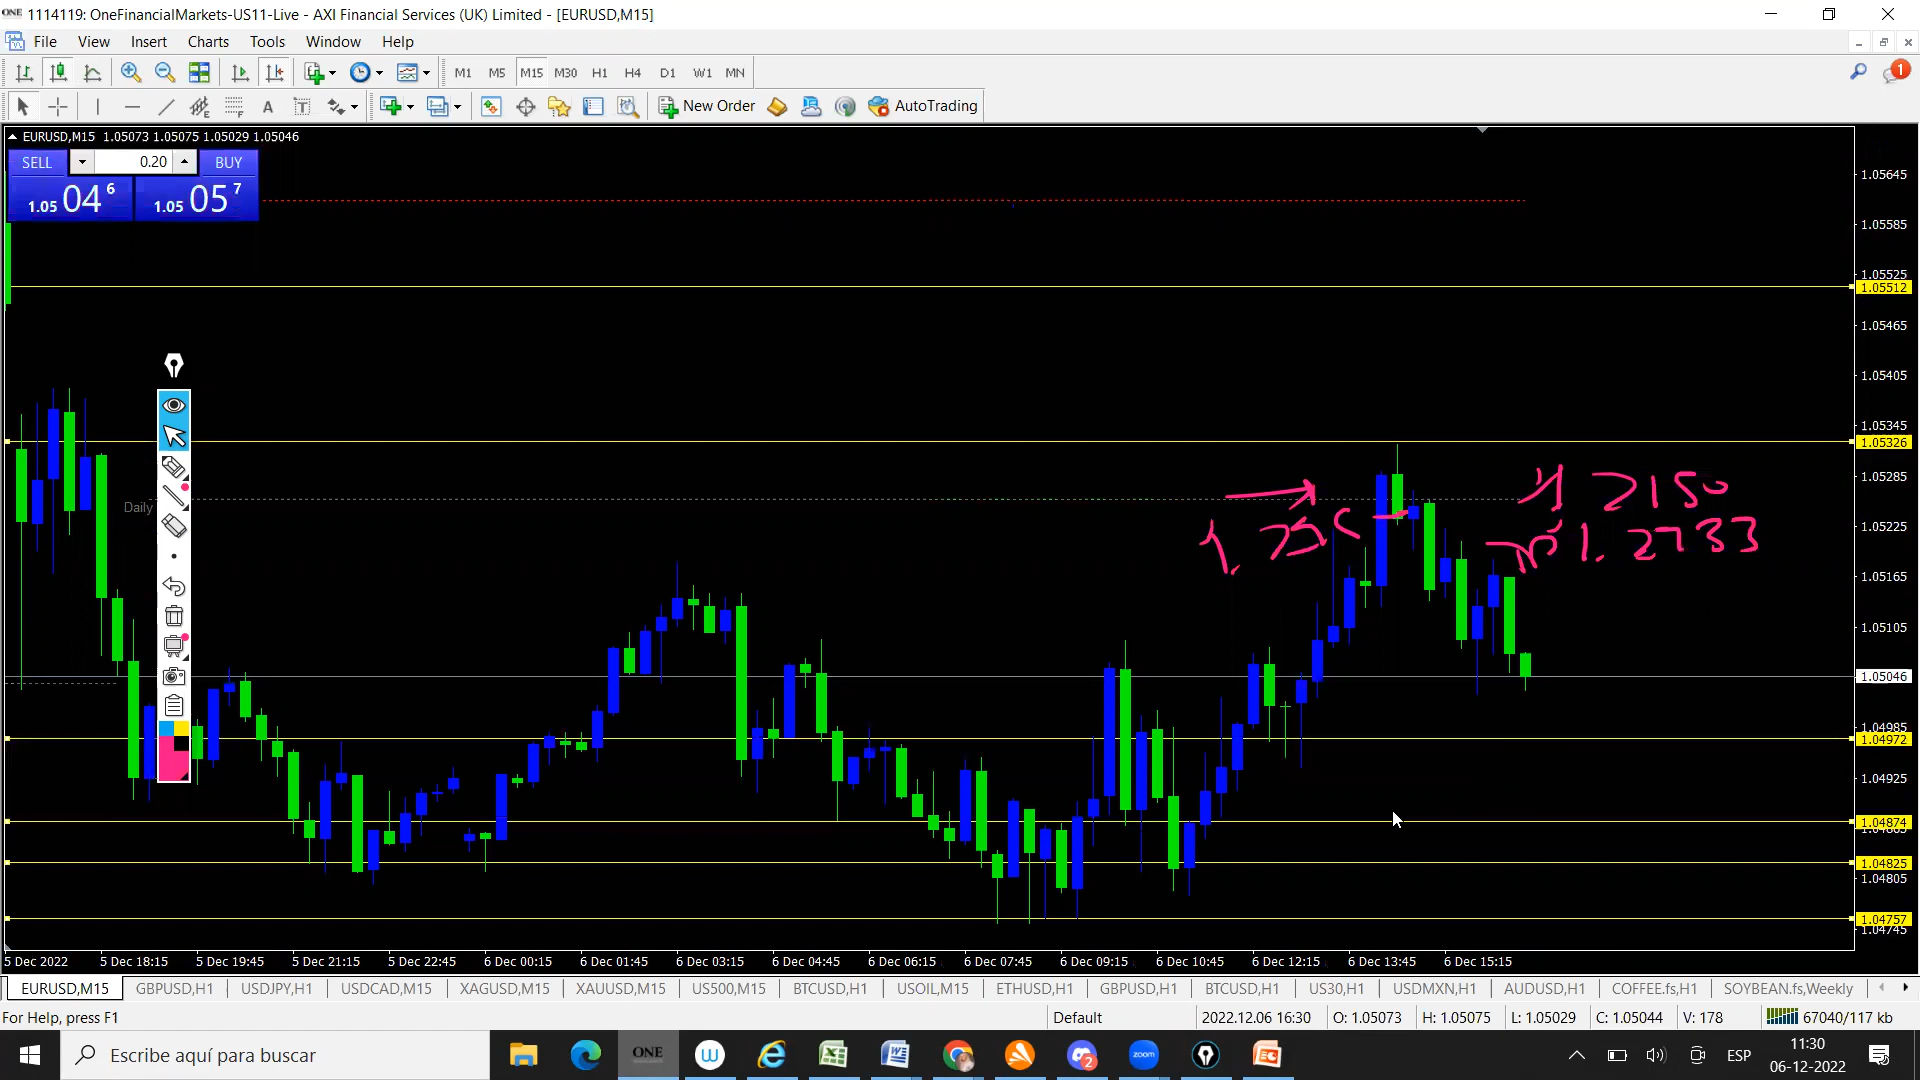 ONE 1114119: OneFinancialMarkets-US11-Live - AXI Financial Services (UK) Limited - [EURUSD,M15]
File View Insert Charts Tools Window Help
M1 M5 M15 M30 H1 H4 D1 W1 MN 1
A T New Order AutoTrading
EURUSD,M15 1.05073 1.05075 1.05029 1.05046
SELL 0.20 BUY
1.05 04 6 1.05 05 7
1.05645
1.05585
1.05525
1.05512
1.05465
1.05405
1.05345
1.05326
1.05285
2150
Daily
1.05225
1.2733
1.05165
1.05105
1.05046
1.04985
1.04972
1.04925
1.04874
1.04825
1.04805
1.04757
1.04745
5 Dec 2022 5 Dec 18:15 5 Dec 19:45 5 Dec 21:15 5 Dec 22:45 6 Dec 00:15 6 Dec 01:45 6 Dec 03:15 6 Dec 04:45 6 Dec 06:15 6 Dec 07:45 6 Dec 09:15 6 Dec 10:45 6 Dec 12:15 6 Dec 13:45 6 Dec 15:15
EURUSD,M15 GBPUSD,H1 USDJPY,H1 USDCAD,M15 XAGUSD,M15 XAUUSD,M15 US500,M15 BTCUSD,H1 USOIL,M15 ETHUSD,H1 GBPUSD,H1 BTCUSD,H1 US30,H1 USDMXN,H1 AUDUSD,H1 COFFEE.fs,H1 SOYBEAN.fs,Weekly
For Help, press F1 Default 2022.12.06 16:30 O: 1.05073 H: 1.05075 L: 1.05029 C: 1.05044 V: 178 67040/117 kb
Escribe aquí para buscar ONE zoom 2 ESP 11:30
06-12-2022